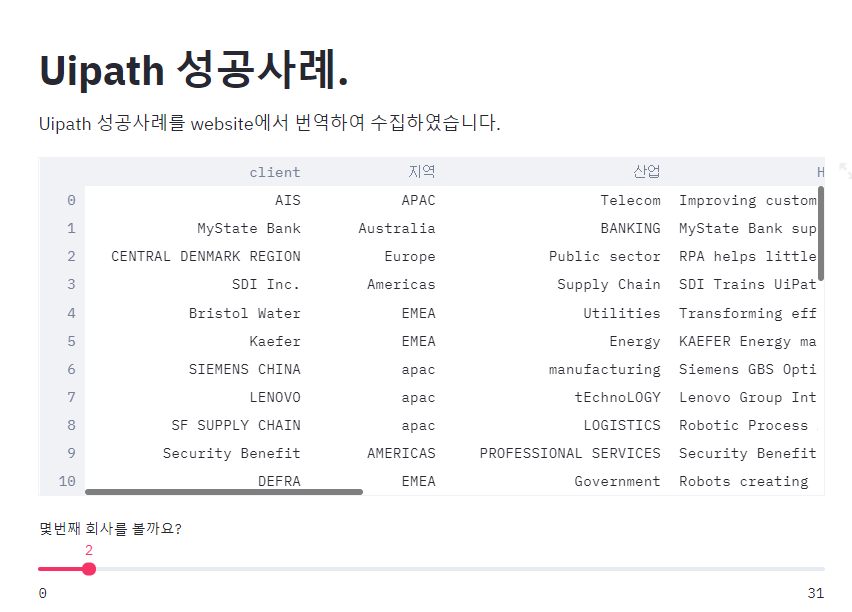 Uipath 성공사례.
Uipath 성공사례를 website에서 번역하여 수집하였습니다.
client 지역 산업 H
0 AIS APAC Telecom Improving custom
1 MyState Bank Australia BANKING MyState Bank sup
2 CENTRAL DENMARK REGION Europe Public sector RPA helps little
3 SDI Inc. Americas Supply Chain SDI Trains UiPat
4 Bristol Water EMEA Utilities Transforming eff
5 Kaefer EMEA Energy KAEFER Energy ma
6 SIEMENS CHINA apac manufacturing Siemens GBS Opti
7 LENOVO apac tEchnoLOGY Lenovo Group Int
8 SF SUPPLY CHAIN apac LOGISTICS Robotic Process
9 Security Benefit AMERICAS PROFESSIONAL SERVICES Security Benefit
10 DEFRA EMEA Government Robots creating
몇번째 회사를 볼까요?
2
0 31